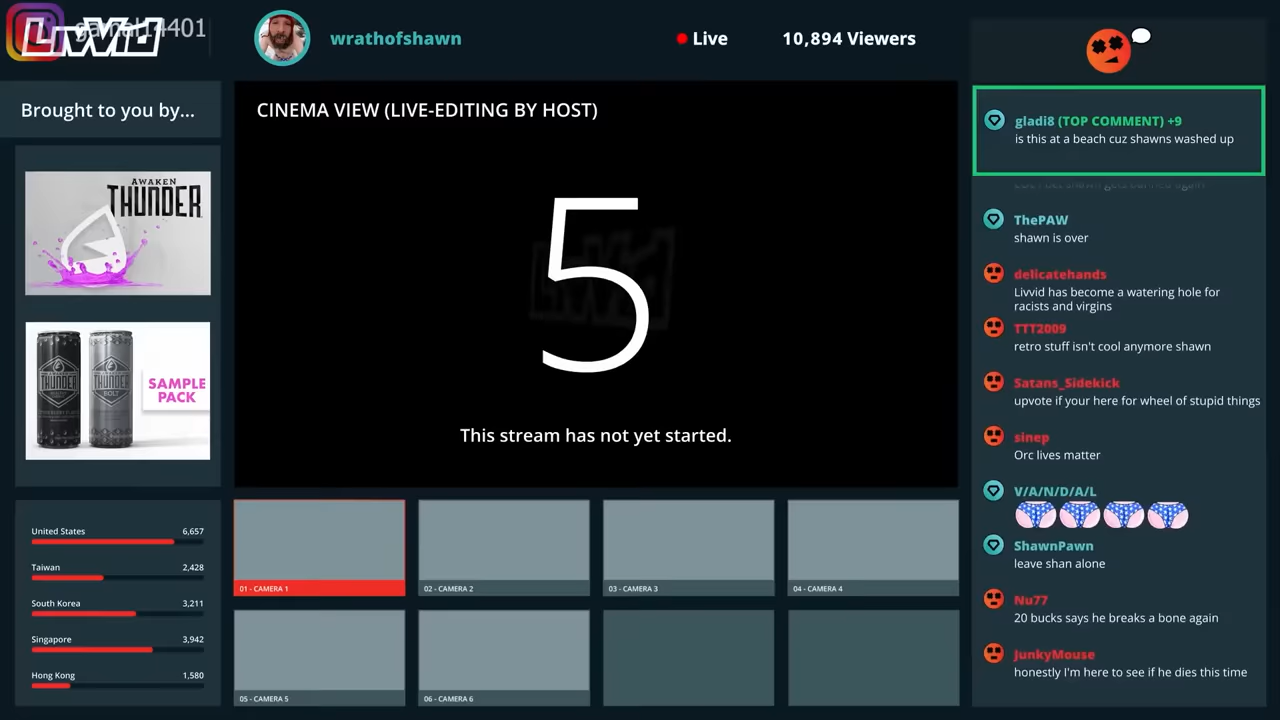 LivVid
gamal14401
wrathofshawn
Live
10,894 Viewers
Brought to you by...
CINEMA VIEW (LIVE-EDITING BY HOST)
gladi8 (TOP COMMENT) +9
is this at a beach cuz shawns washed up
AWAKEN
THUNDER
5
ThePAW
shawn is over
delicatehands
Livvid has become a watering hole for
racists and virgins
TTT2009
retro stuff isn't cool anymore shawn
THUNDER
THUNDER
BOLT
SAMPLE
PACK
Satans_Sidekick
upvote if your here for wheel of stupid things
This stream has not yet started.
sinep
Orc lives matter
V/A/N/D/A/L
United States 6,657
Taiwan 2,428
South Korea 3,211
Singapore 3,942
Hong Kong 1,580
01 - CAMERA 1
02 - CAMERA 2
03 - CAMERA 3
04 - CAMERA 4
05 - CAMERA 5
06 - CAMERA 6
ShawnPawn
leave shan alone
Nu77
20 bucks says he breaks a bone again
JunkyMouse
honestly I'm here to see if he dies this time